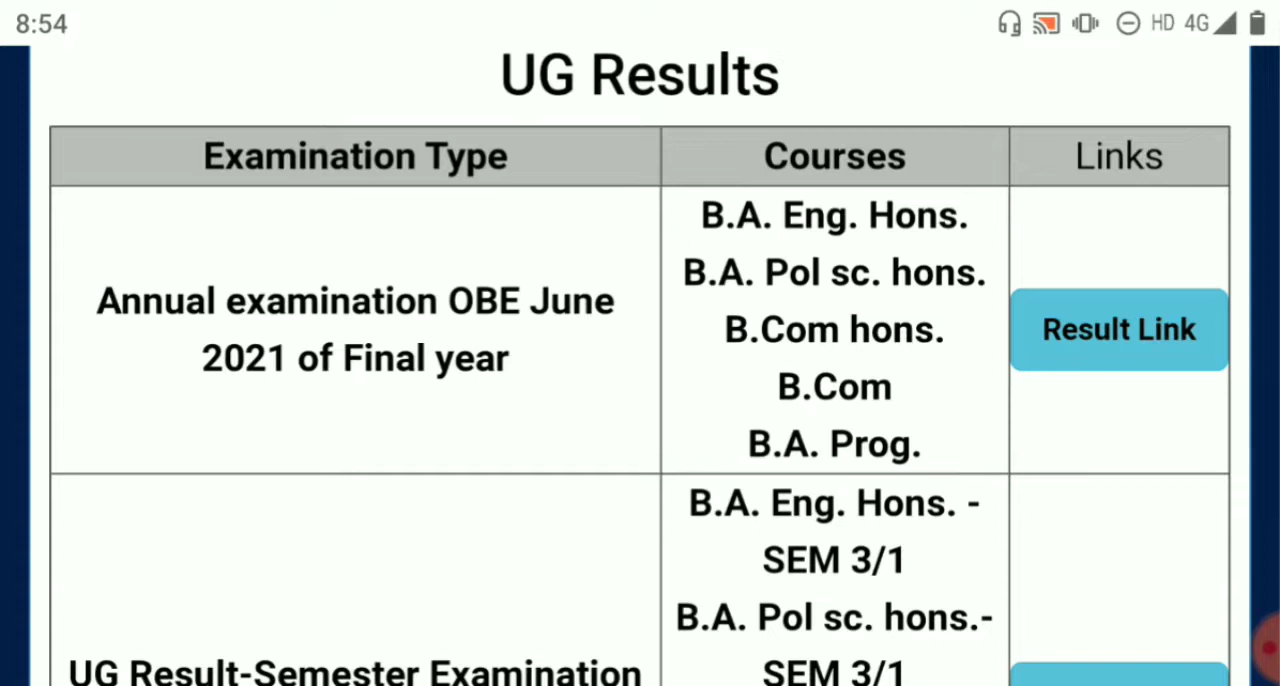 8:54
HD 4G
UG Results
Examination Type
Courses
Links
Annual examination OBE June
2021 of Final year
B.A. Eng. Hons.
B.A. Pol sc. hons.
B.Com hons.
B.Com
B.A. Prog.
Result Link
UG Result-Semester Examination
B.A. Eng. Hons. -
SEM 3/1
B.A. Pol sc. hons.-
SEM 3/1